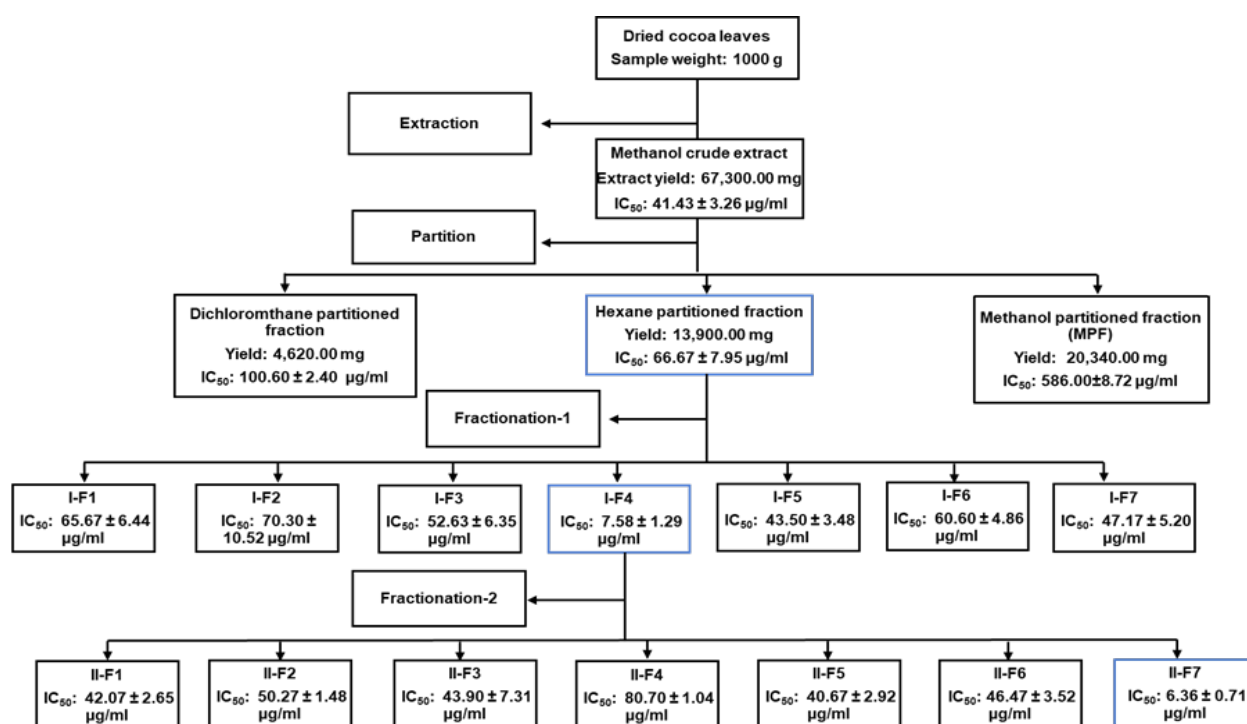 Dried cocoa leaves
Sample weight: 1000 g
Extraction
Methanol crude extract
Extract yield: 67,300.00 mg
IC₅₀: 41.43 ± 3.26 µg/ml
Partition
Dichloromthane partitioned
fraction
Yield: 4,620.00 mg
IC₅₀: 100.60 ± 2.40 µg/ml
Hexane partitioned fraction
Yield: 13,900.00 mg
IC₅₀: 66.67 ± 7.95 µg/ml
Methanol partitioned fraction
(MPF)
Yield: 20,340.00 mg
IC₅₀: 586.00±8.72 µg/ml
Fractionation-1
I-F1
IC₅₀: 65.67 ± 6.44
µg/ml
I-F2
IC₅₀: 70.30 ±
10.52 µg/ml
I-F3
IC₅₀: 52.63 ± 6.35
µg/ml
I-F4
IC₅₀: 7.58 ± 1.29
µg/ml
I-F5
IC₅₀: 43.50 ± 3.48
µg/ml
I-F6
IC₅₀: 60.60 ± 4.86
µg/ml
I-F7
IC₅₀: 47.17 ± 5.20
µg/ml
Fractionation-2
II-F1
IC₅₀: 42.07 ± 2.65
µg/ml
II-F2
IC₅₀: 50.27 ± 1.48
µg/ml
II-F3
IC₅₀: 43.90 ± 7.31
µg/ml
II-F4
IC₅₀: 80.70 ± 1.04
µg/ml
II-F5
IC₅₀: 40.67 ± 2.92
µg/ml
II-F6
IC₅₀: 46.47 ± 3.52
µg/ml
II-F7
IC₅₀: 6.36 ± 0.71
µg/ml